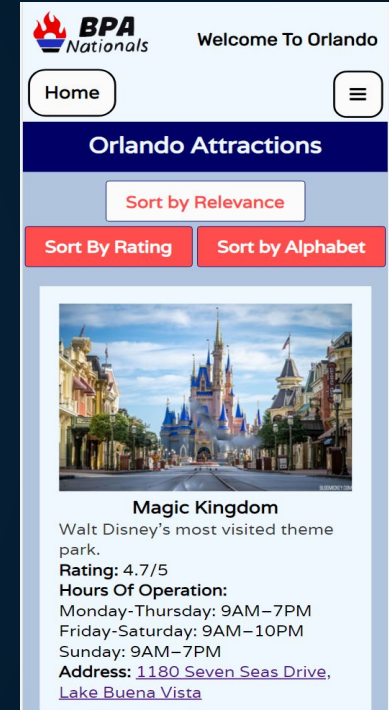 BPA
Nationals
Welcome To Orlando
Home
Orlando Attractions
Sort by Relevance
Sort By Rating
Sort by Alphabet
BLOGMICKEY.COM
Magic Kingdom
Walt Disney's most visited theme
park.
Rating: 4.7/5
Hours Of Operation:
Monday-Thursday: 9AM–7PM
Friday-Saturday: 9AM–10PM
Sunday: 9AM–7PM
Address: 1180 Seven Seas Drive,
Lake Buena Vista